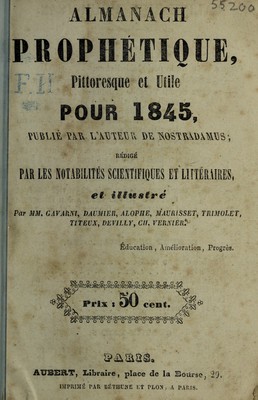 55200
ALMANACH
PROPHÉTIQUE,
Pittoresque et Utile
POUR 1845,
PUBLIÉ PAR L'AUTEUR DE NOSTRADAMUS;
RÉDIGÉ
PAR LES NOTABILITÉS SCIENTIFIQUES ET LITTÉRAIRES,
et illustré
Par MM. GAVARNI, DAUMIER, ALOPHE, MAURISSET, TRIMOLET,
TITEUX, DEVILLY, CH. VERNIER.
Éducation, Amélioration, Progrès.
Prix: 50 cent.
PARIS.
AUBERT, Libraire, place de la Bourse, 29.
IMPRIMÉ PAR BÉTHUNE ET PLON, A PARIS.